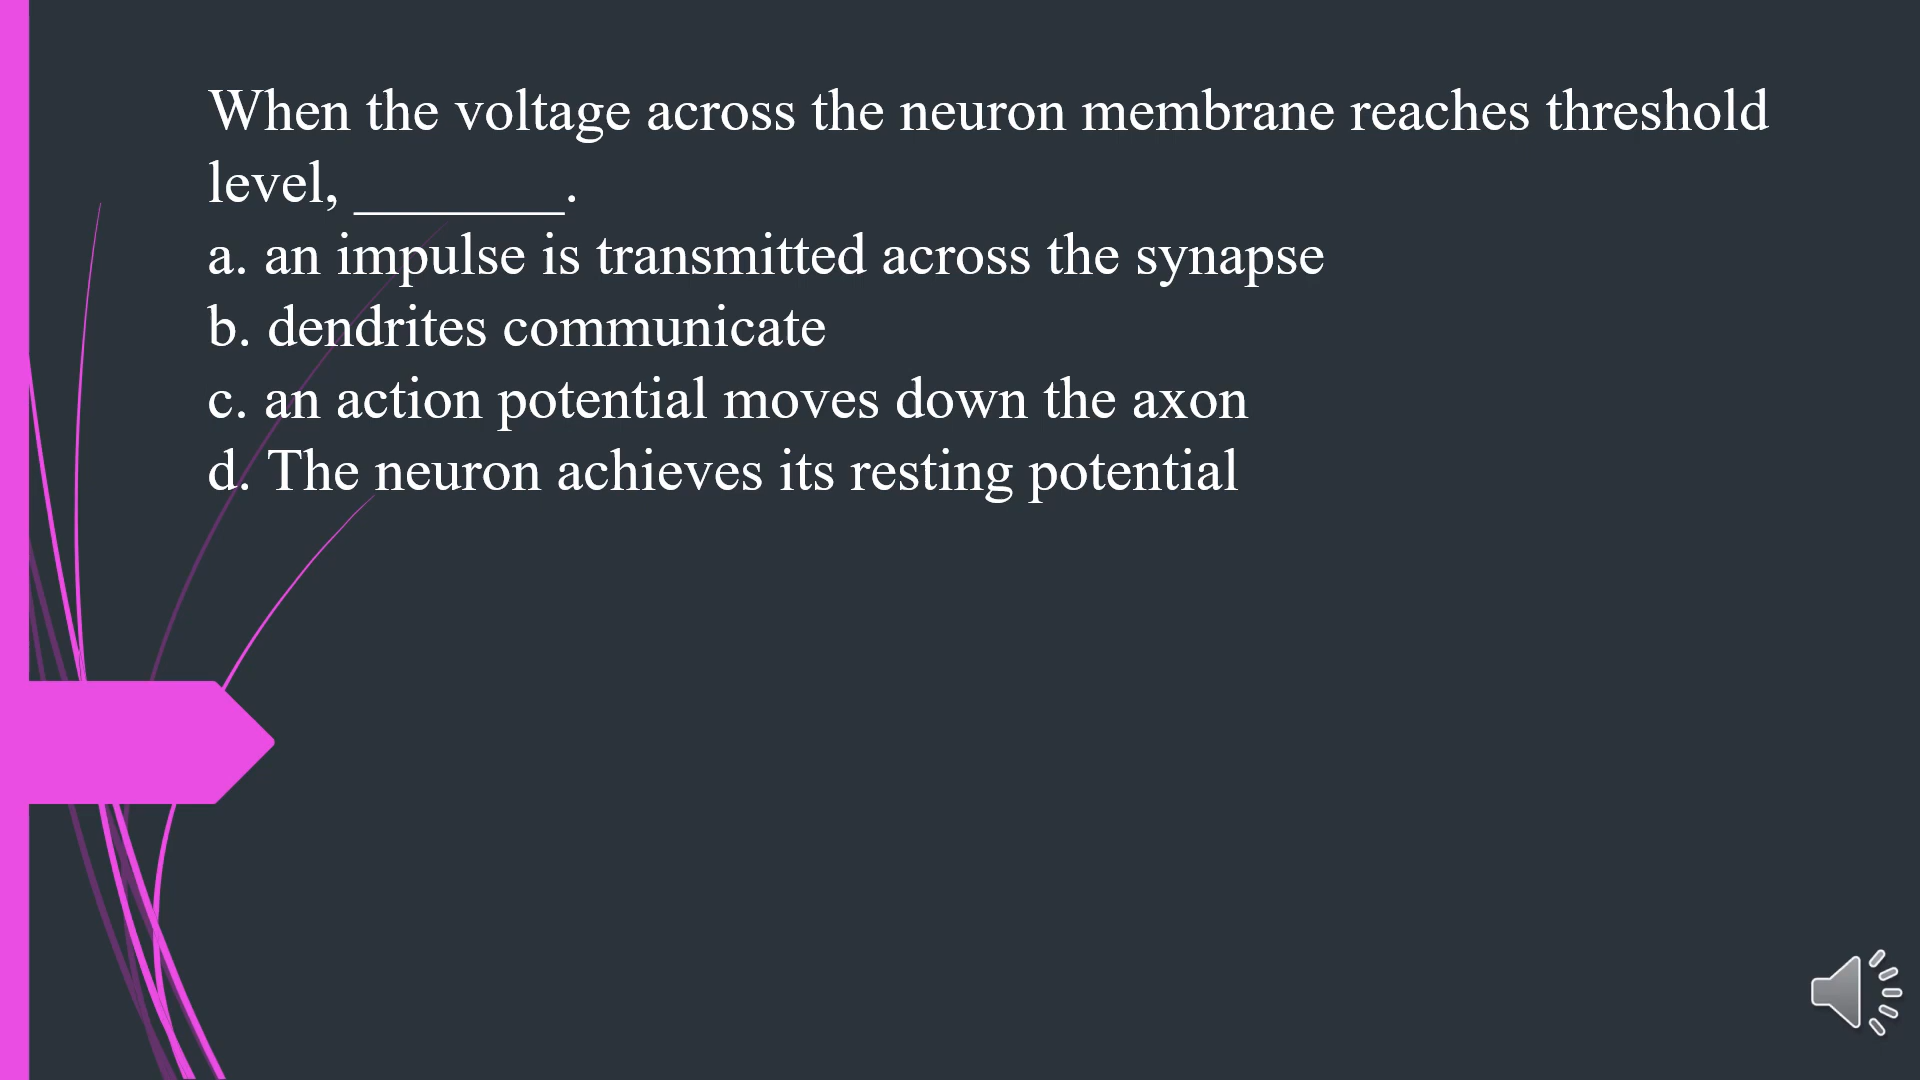 When the voltage across the neuron membrane reaches threshold
level, _______.
a. an impulse is transmitted across the synapse
b. dendrites communicate
c. an action potential moves down the axon
d. The neuron achieves its resting potential